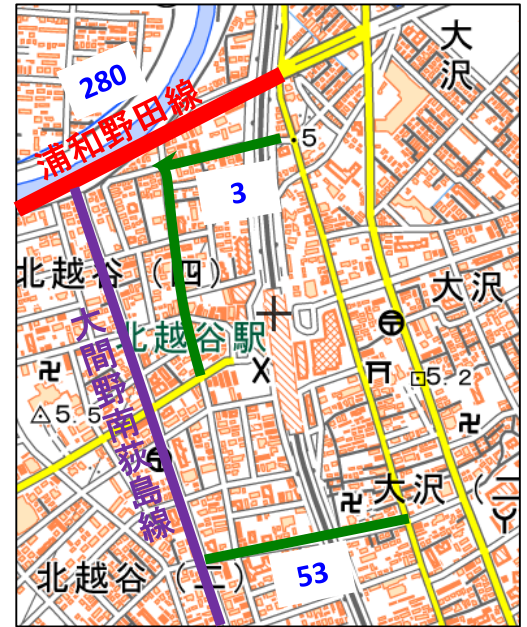 大
沢
280
浦和野田線
5
3
北越谷（四）
大沢
北越谷駅
大間野南荻島線
5.2
5.5
大沢（二
北越谷（二）
53